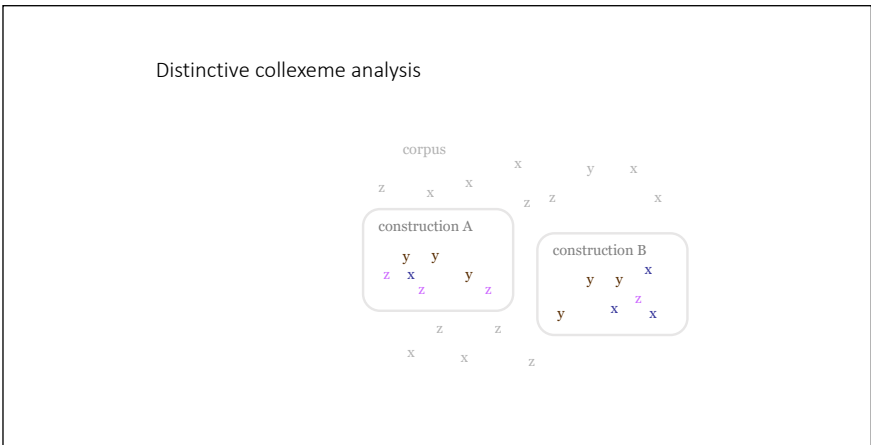 Distinctive collexeme analysis
corpus
x
y x
z x x
z z x
construction A
y y
z x y
z z
construction B
x
y y
z
y x x
z z
x x z